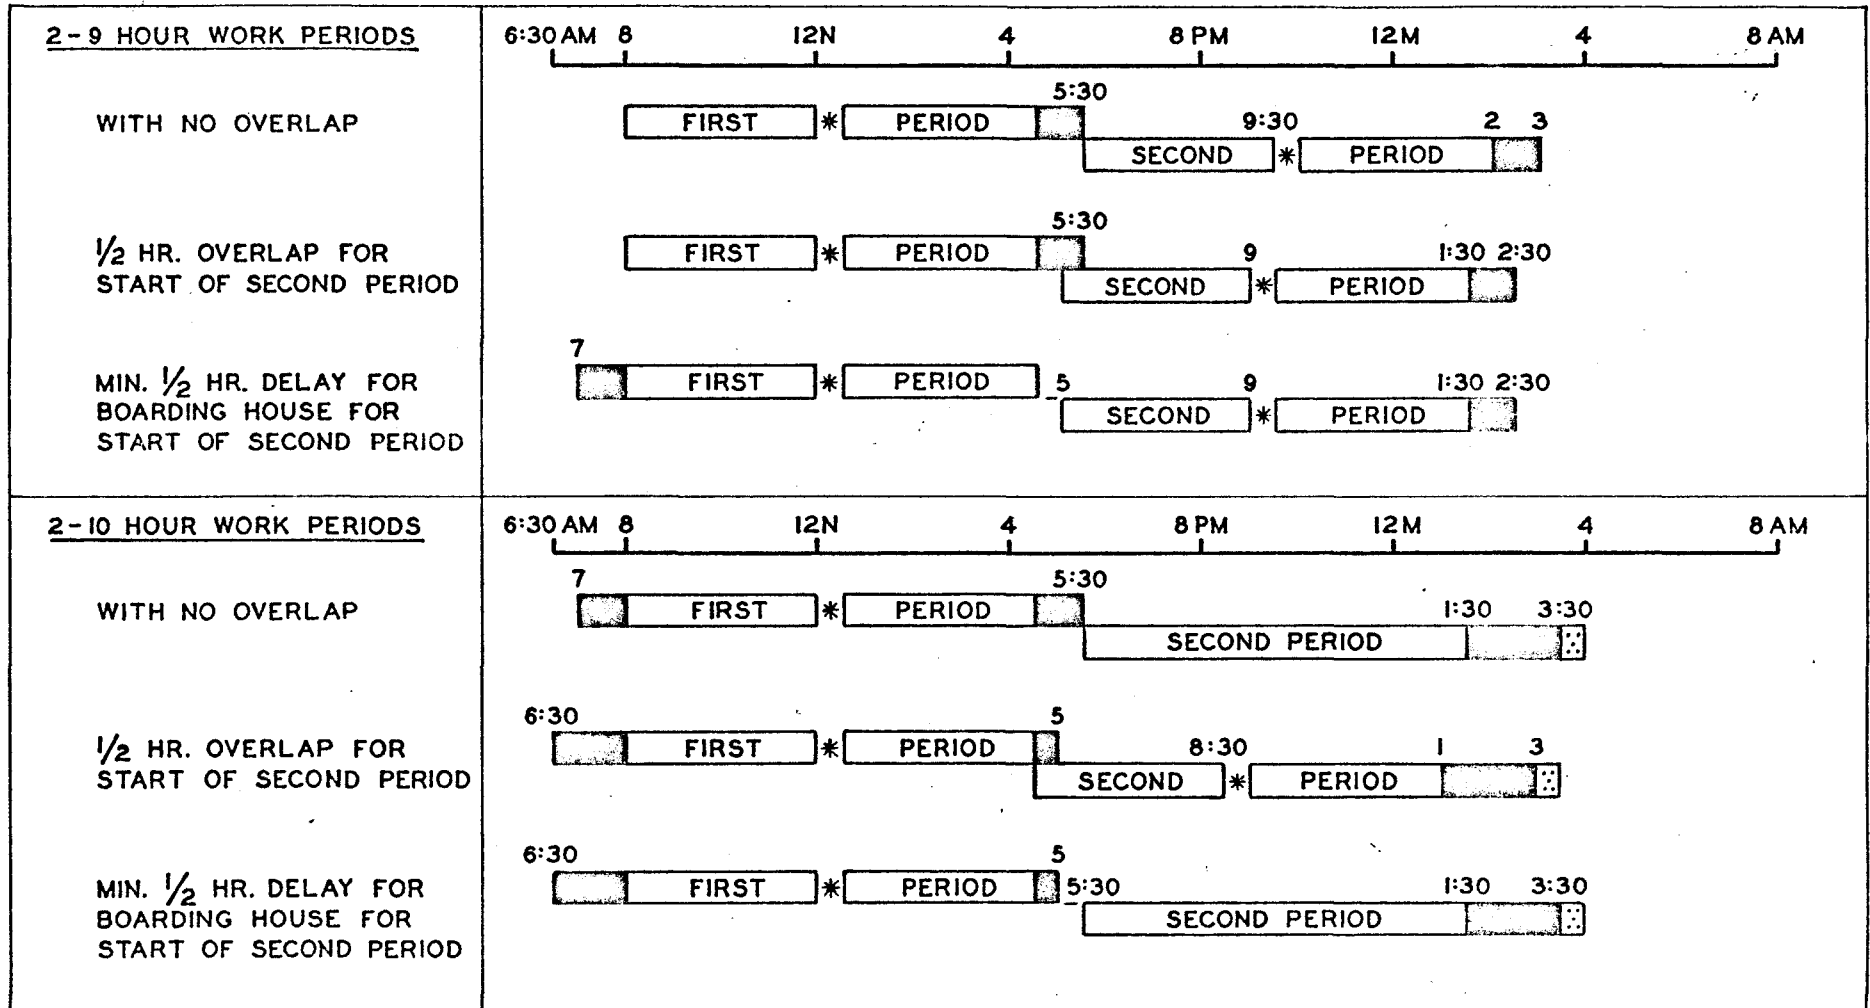 2-9 HOUR WORK PERIODS
6:30 AM 8 12N 4 8 PM 12M 4 8 AM
WITH NO OVERLAP
5:30
FIRST * PERIOD
9:30 2 3
SECOND * PERIOD
1/2 HR. OVERLAP FOR
START OF SECOND PERIOD
5:30
FIRST * PERIOD
9 1:30 2:30
SECOND * PERIOD
MIN. 1/2 HR. DELAY FOR
BOARDING HOUSE FOR
START OF SECOND PERIOD
7
FIRST * PERIOD
5 9 1:30 2:30
SECOND * PERIOD
2-10 HOUR WORK PERIODS
6:30 AM 8 12N 4 8 PM 12M 4 8 AM
WITH NO OVERLAP
7 5:30
FIRST * PERIOD
1:30 3:30
SECOND PERIOD
1/2 HR. OVERLAP FOR
START OF SECOND PERIOD
6:30 5
FIRST * PERIOD
8:30 1 3
SECOND * PERIOD
MIN. 1/2 HR. DELAY FOR
BOARDING HOUSE FOR
START OF SECOND PERIOD
6:30 5
FIRST * PERIOD
5:30 1:30 3:30
SECOND PERIOD